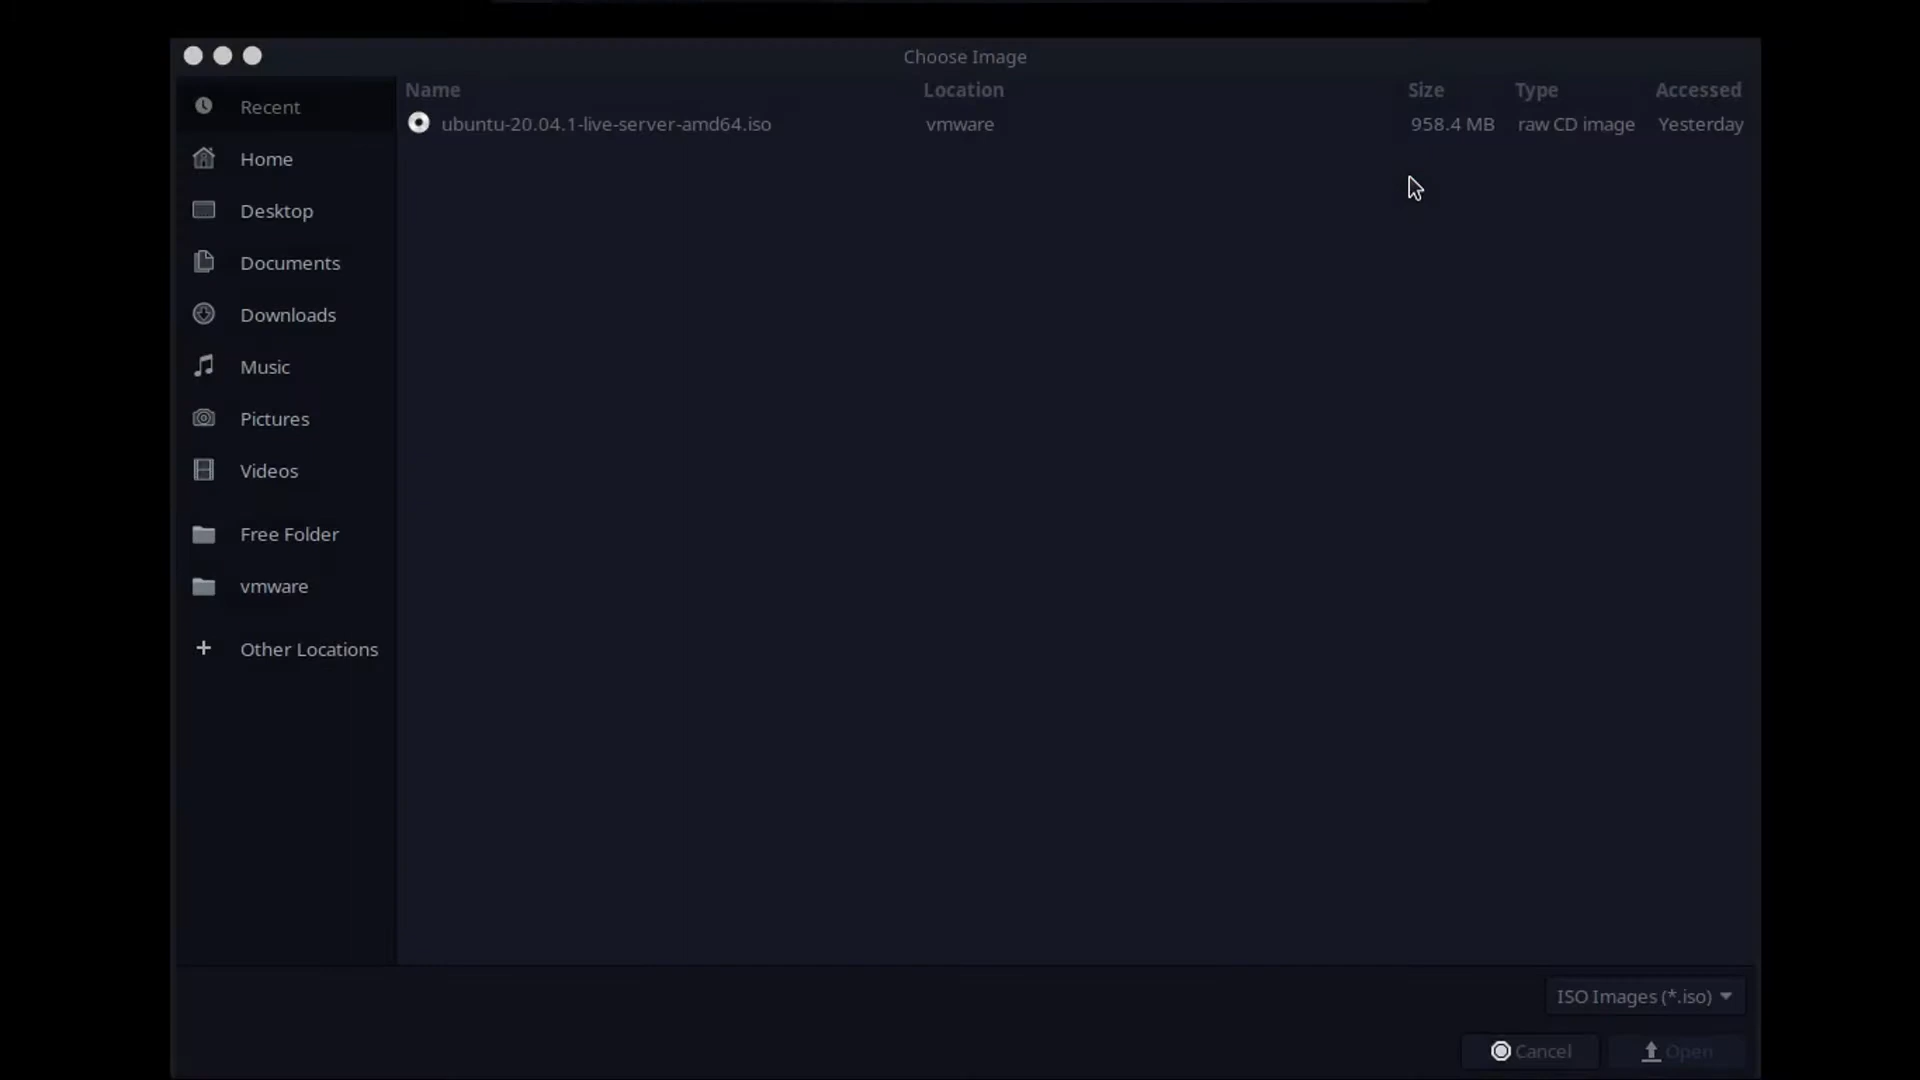 Choose Image
Recent
Home
Desktop
Documents
Downloads
Music
Pictures
Videos
Free Folder
vmware
Other Locations
Name Location Size Type Accessed
ubuntu-20.04.1-live-server-amd64.iso vmware 958.4 MB raw CD image Yesterday
ISO Images (*.iso)
Cancel Open